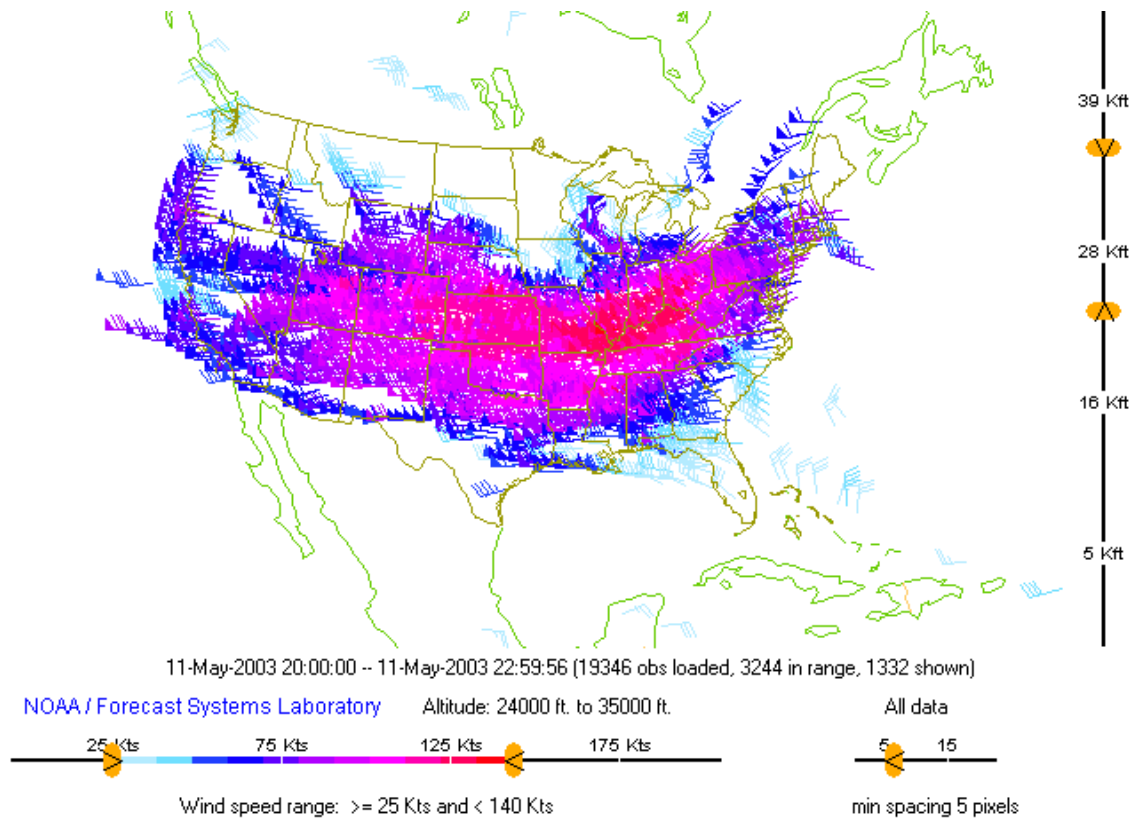 39 Kft
28 Kft
16 Kft
5 Kft
11-May-2003 20:00:00 -- 11-May-2003 22:59:56 (19346 obs loaded, 3244 in range, 1332 shown)
NOAA / Forecast Systems Laboratory Altitude: 24000 ft. to 35000 ft. All data
25 Kts 75 Kts 125 Kts 175 Kts 5 15
Wind speed range: >= 25 Kts and < 140 Kts min spacing 5 pixels